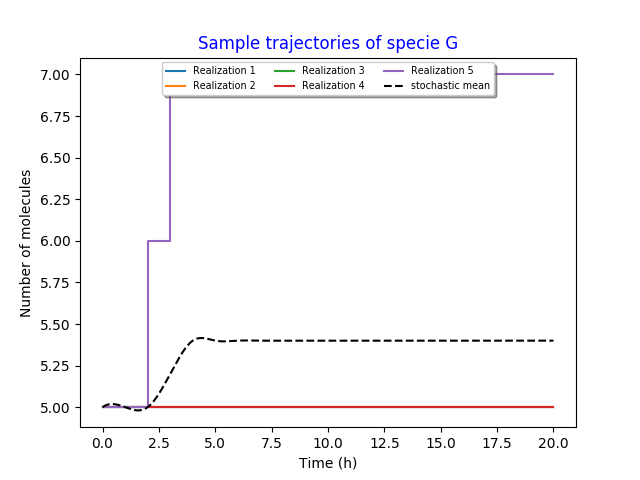 Sample trajectories of specie G
Realization 1
Realization 2
Realization 3
Realization 4
Realization 5
stochastic mean
7.00
6.75
6.50
6.25
6.00
5.75
5.50
5.25
5.00
Number of molecules
0.0 2.5 5.0 7.5 10.0 12.5 15.0 17.5 20.0
Time (h)